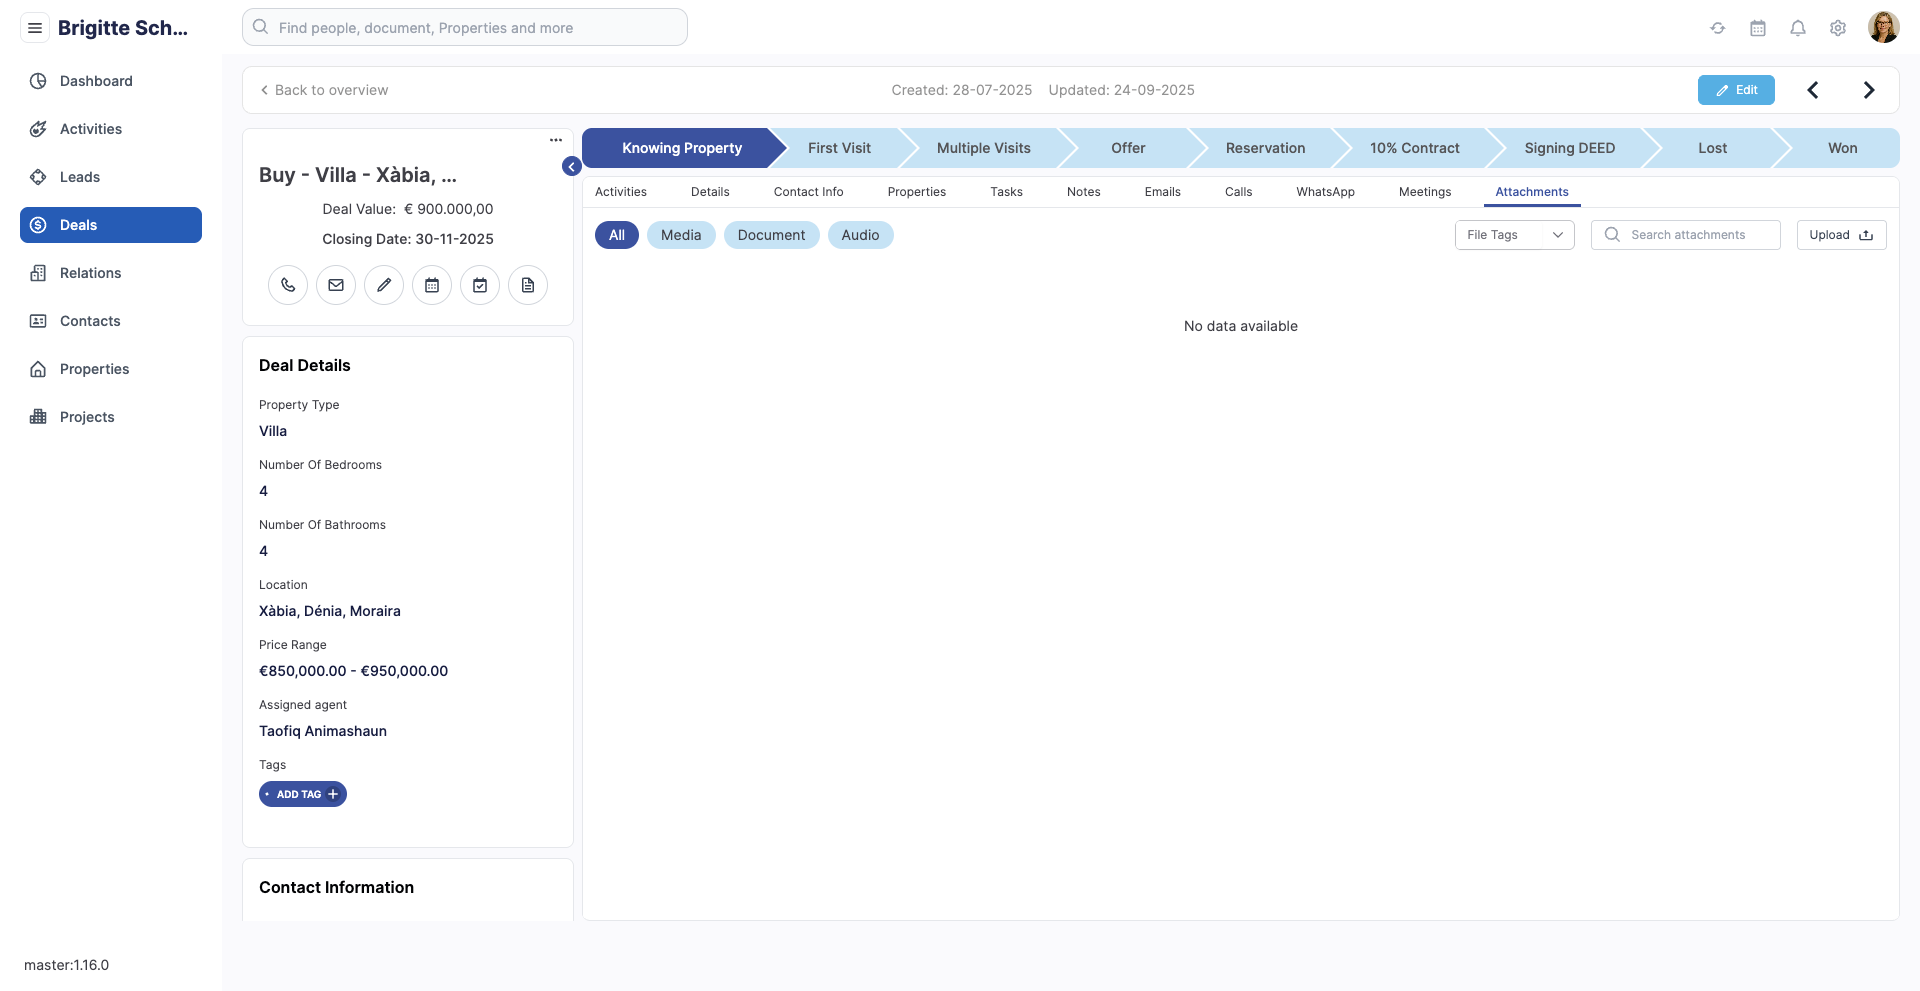 Brigitte Sch...
Find people, document, Properties and more
Dashboard
Activities
Leads
Deals
Relations
Contacts
Properties
Projects
master:1.16.0
Back to overview
Created: 28-07-2025 Updated: 24-09-2025
Edit
Buy - Villa - Xàbia, ...
Deal Value: € 900.000,00
Closing Date: 30-11-2025
Deal Details
Property Type
Villa
Number Of Bedrooms
4
Number Of Bathrooms
4
Location
Xàbia, Dénia, Moraira
Price Range
€850,000.00 - €950,000.00
Assigned agent
Taofiq Animashaun
Tags
• ADD TAG
Contact Information
Knowing Property First Visit Multiple Visits Offer Reservation 10% Contract Signing DEED Lost Won
Activities Details Contact Info Properties Tasks Notes Emails Calls WhatsApp Meetings Attachments
All Media Document Audio File Tags Search attachments Upload
No data available